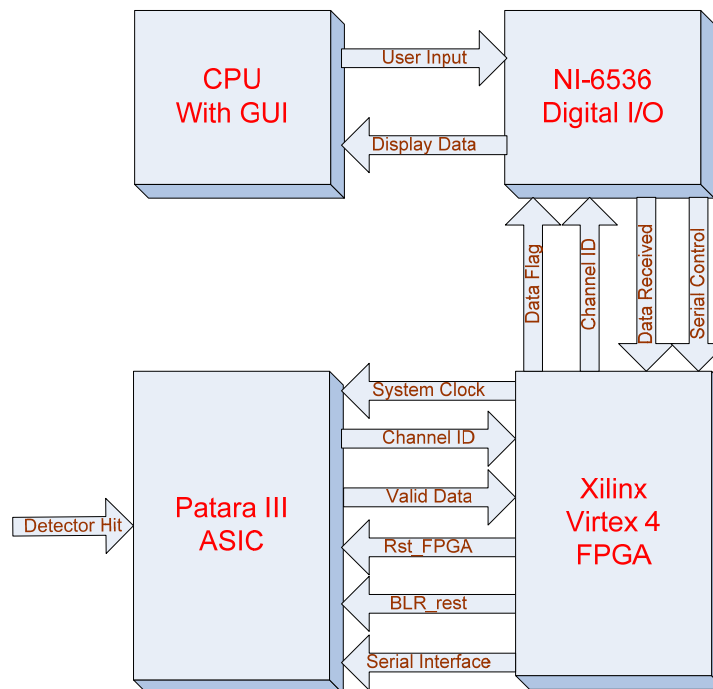 CPU
With GUI
User Input
Display Data
NI-6536
Digital I/O
Data Flag
Channel ID
Data Received
Serial Control
Detector Hit
Patara III
ASIC
System Clock
Channel ID
Valid Data
Rst_FPGA
BLR_rest
Serial Interface
Xilinx
Virtex 4
FPGA